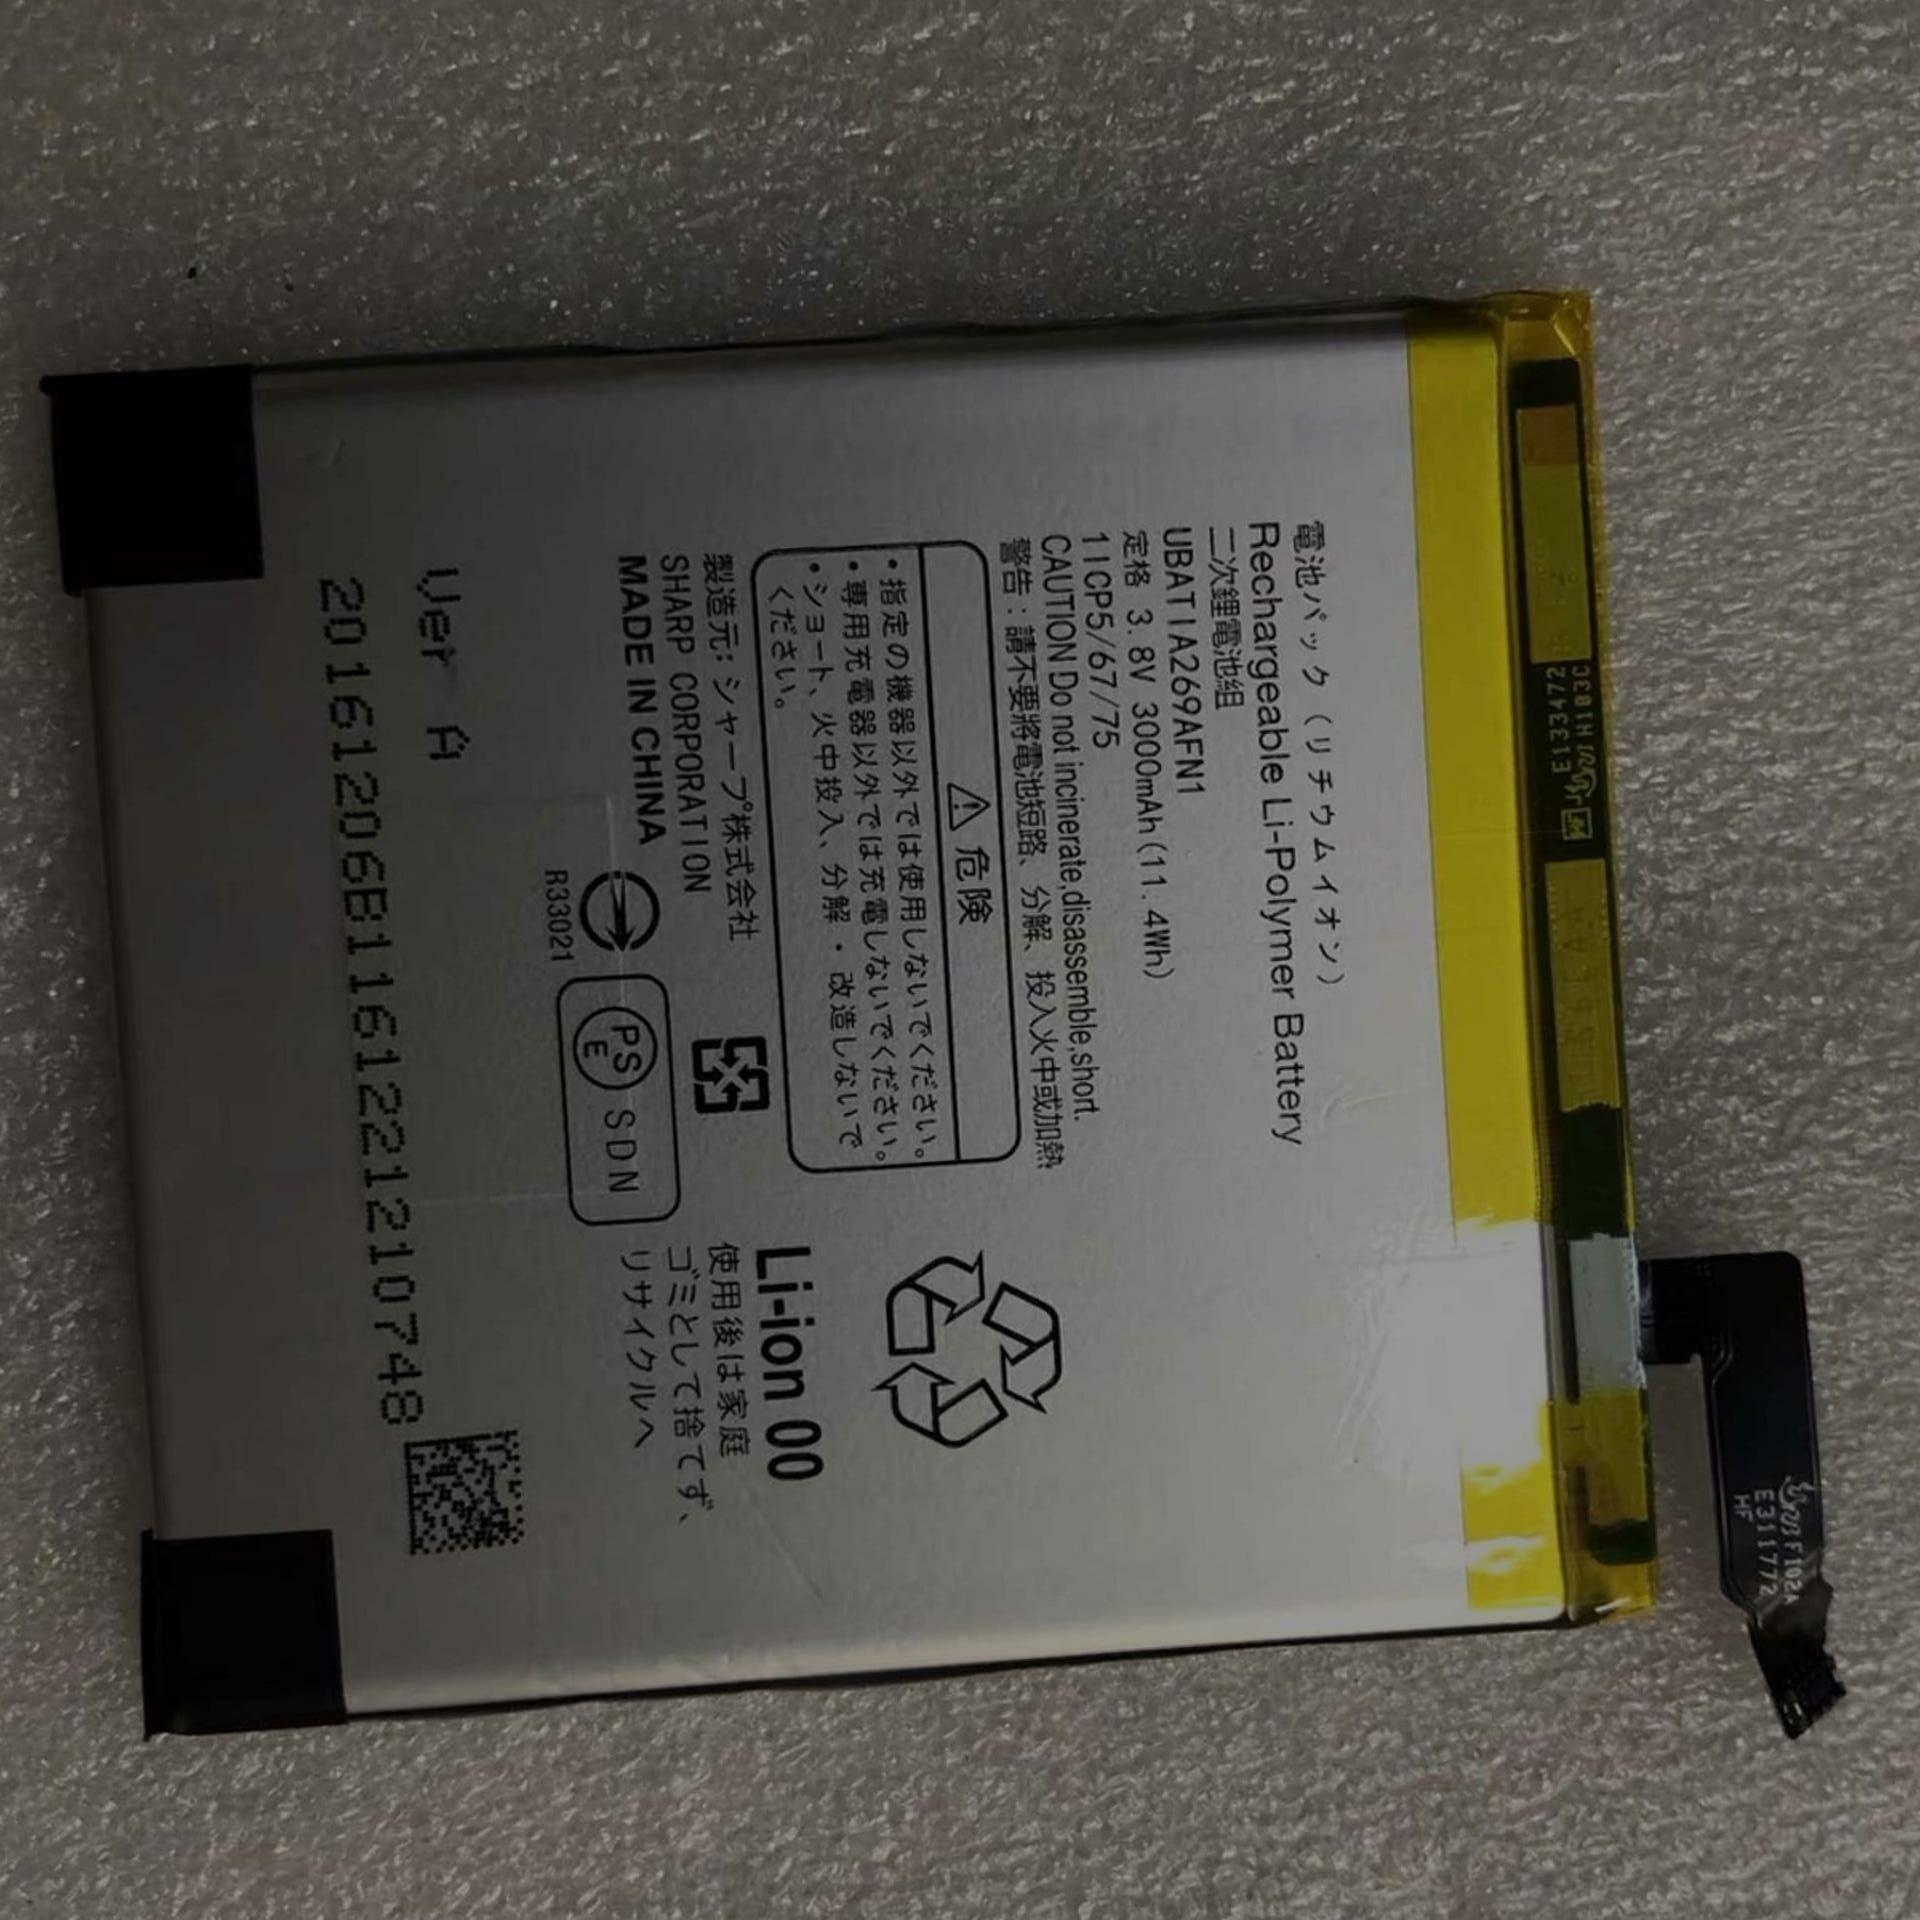 電池パック(リチウムイオン)
Rechargeable Li-Polymer Battery
二次鋰電池組
UBATIA269AFN1
定格 3.8V 3000mAh(11.4Wh)
1ICP5/67/75
CAUTION Do not incinerate,disassemble,short.
警告:請不要將電池短路、分解、投入火中或加熱
⚠危険
・指定の機器以外では使用しないでください。
・専用充電器以外では充電しないでください。
・ショート、火中投入、分解・改造しないで
ください。
製造元:シャープ株式会社
SHARP CORPORATION
MADE IN CHINA
R33021
PS
E
SDN
Li-ion 00
使用後は家庭
ゴミとして捨てず、
リサイクルへ
Ver A
20161206B1161221210748
H183C
E313472
F102A
E311772
HF